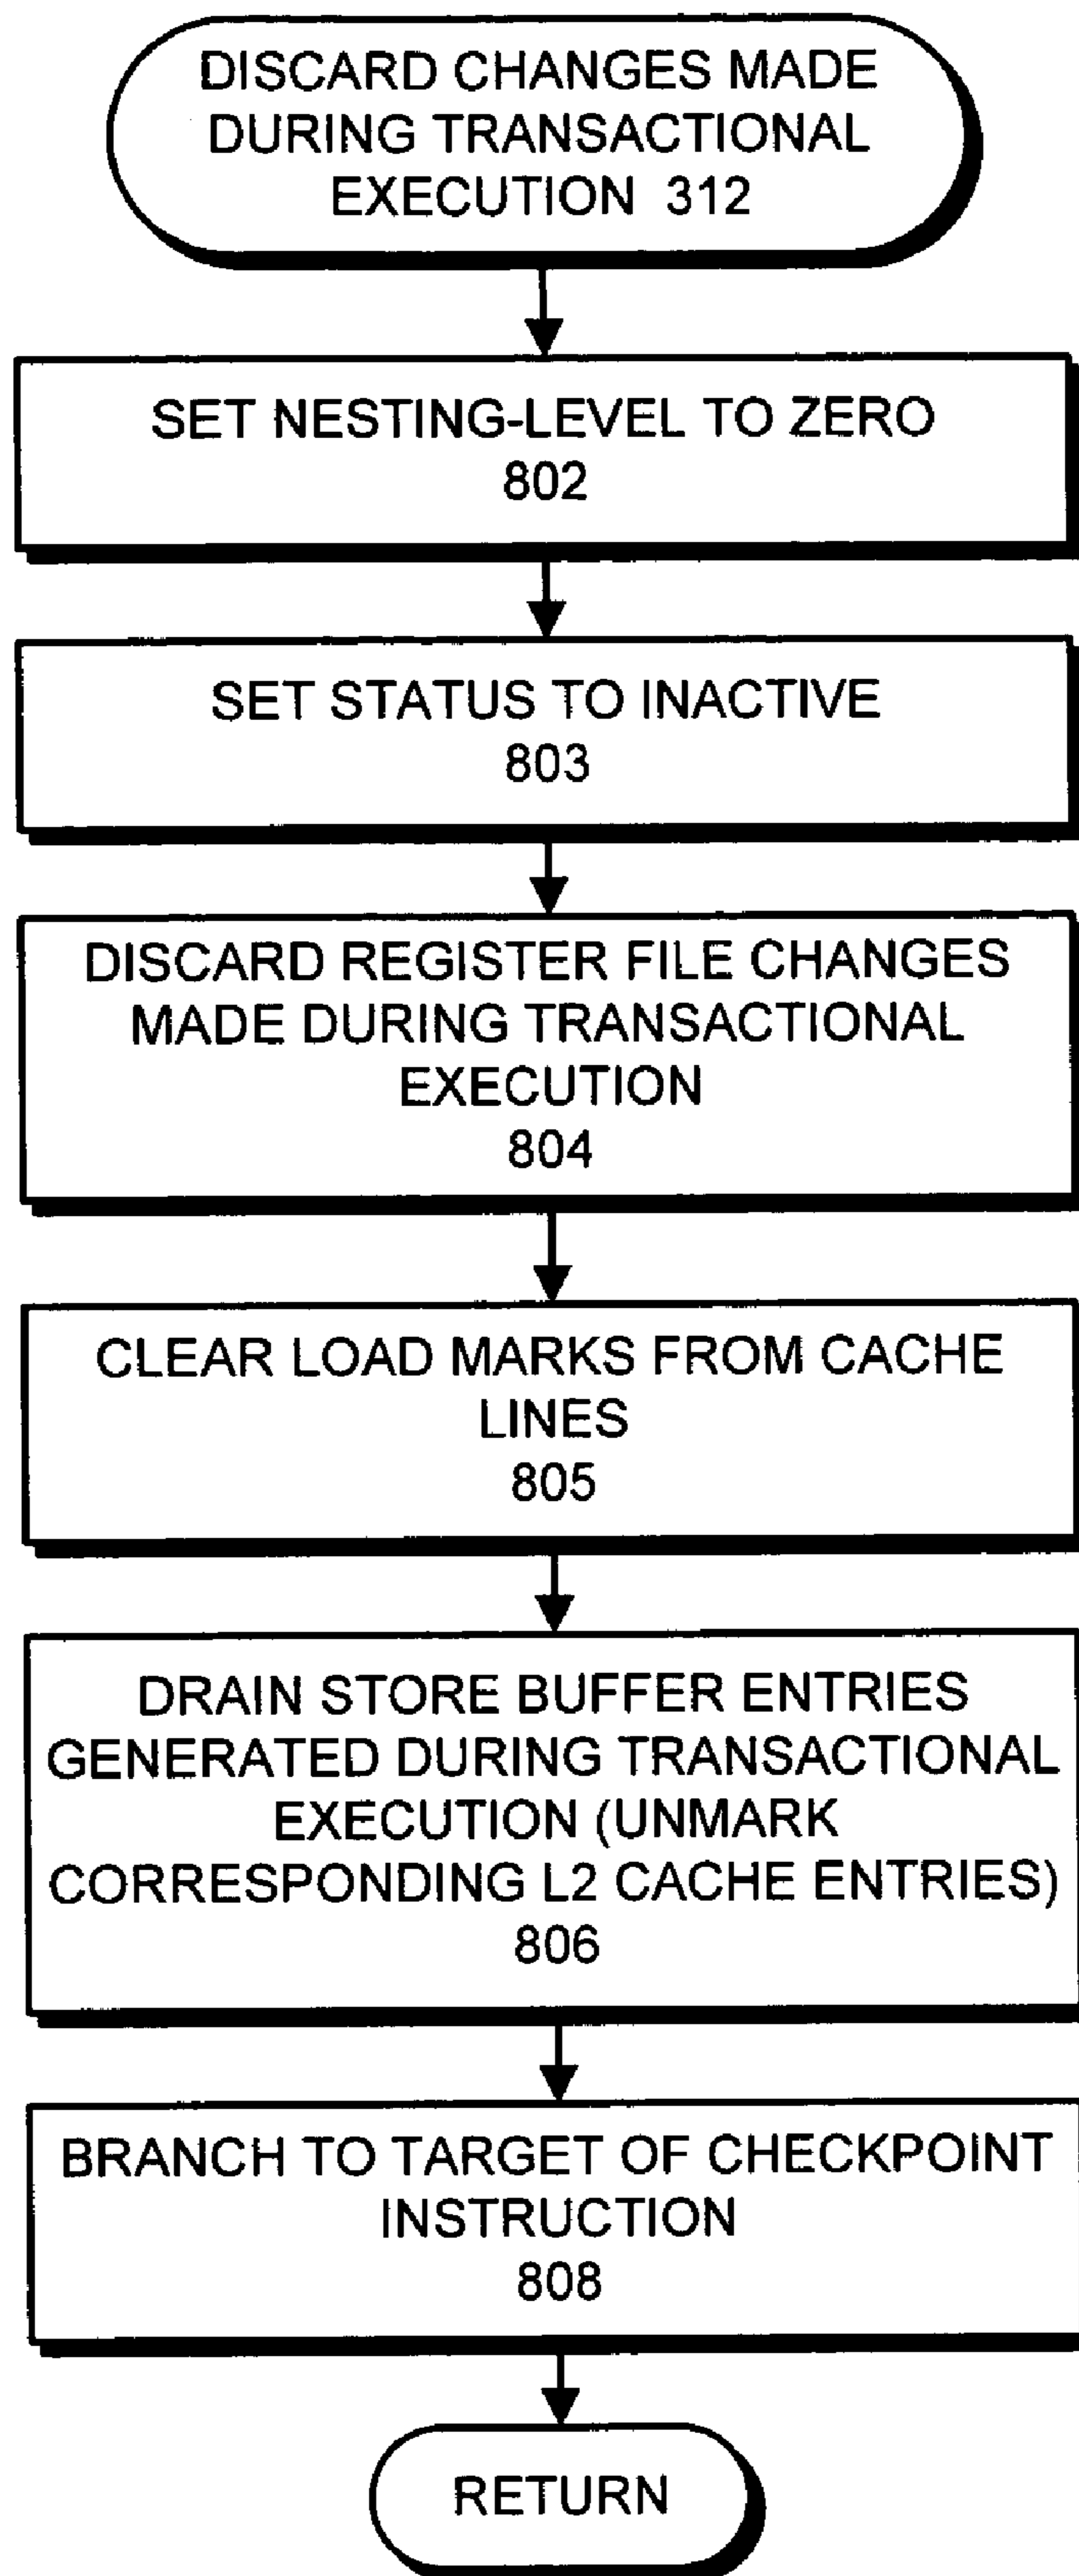 DISCARD CHANGES MADE
DURING TRANSACTIONAL
EXECUTION 312
SET NESTING-LEVEL TO ZERO
802
SET STATUS TO INACTIVE
803
DISCARD REGISTER FILE CHANGES
MADE DURING TRANSACTIONAL
EXECUTION
804
CLEAR LOAD MARKS FROM CACHE
LINES
805
DRAIN STORE BUFFER ENTRIES
GENERATED DURING TRANSACTIONAL
EXECUTION (UNMARK
CORRESPONDING L2 CACHE ENTRIES)
806
BRANCH TO TARGET OF CHECKPOINT
INSTRUCTION
808
RETURN